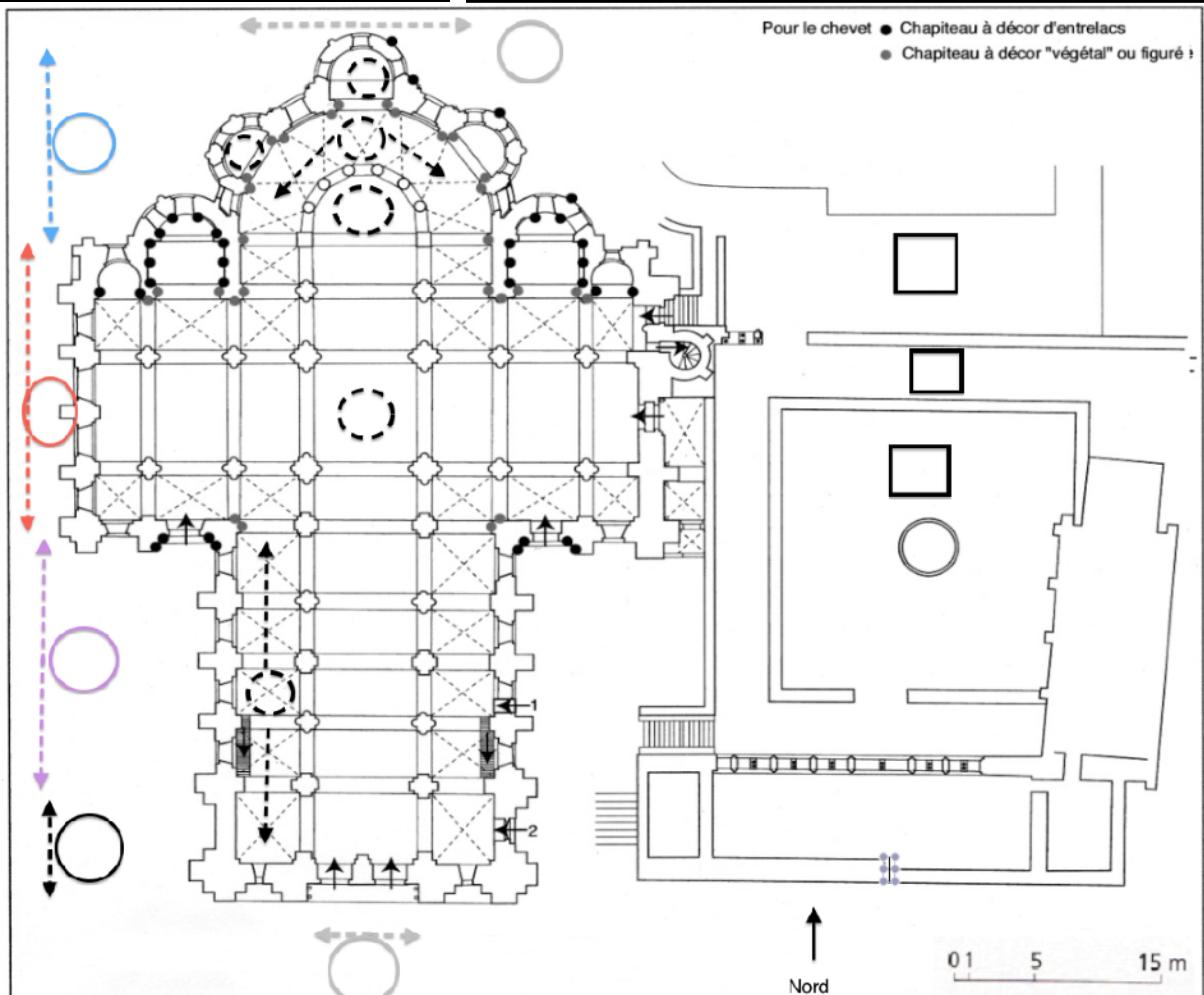 Pour le chevet ● Chapiteau à décor d'entrelacs
● Chapiteau à décor "végétal" ou figuré
1
2
Nord
0 1 5 15 m